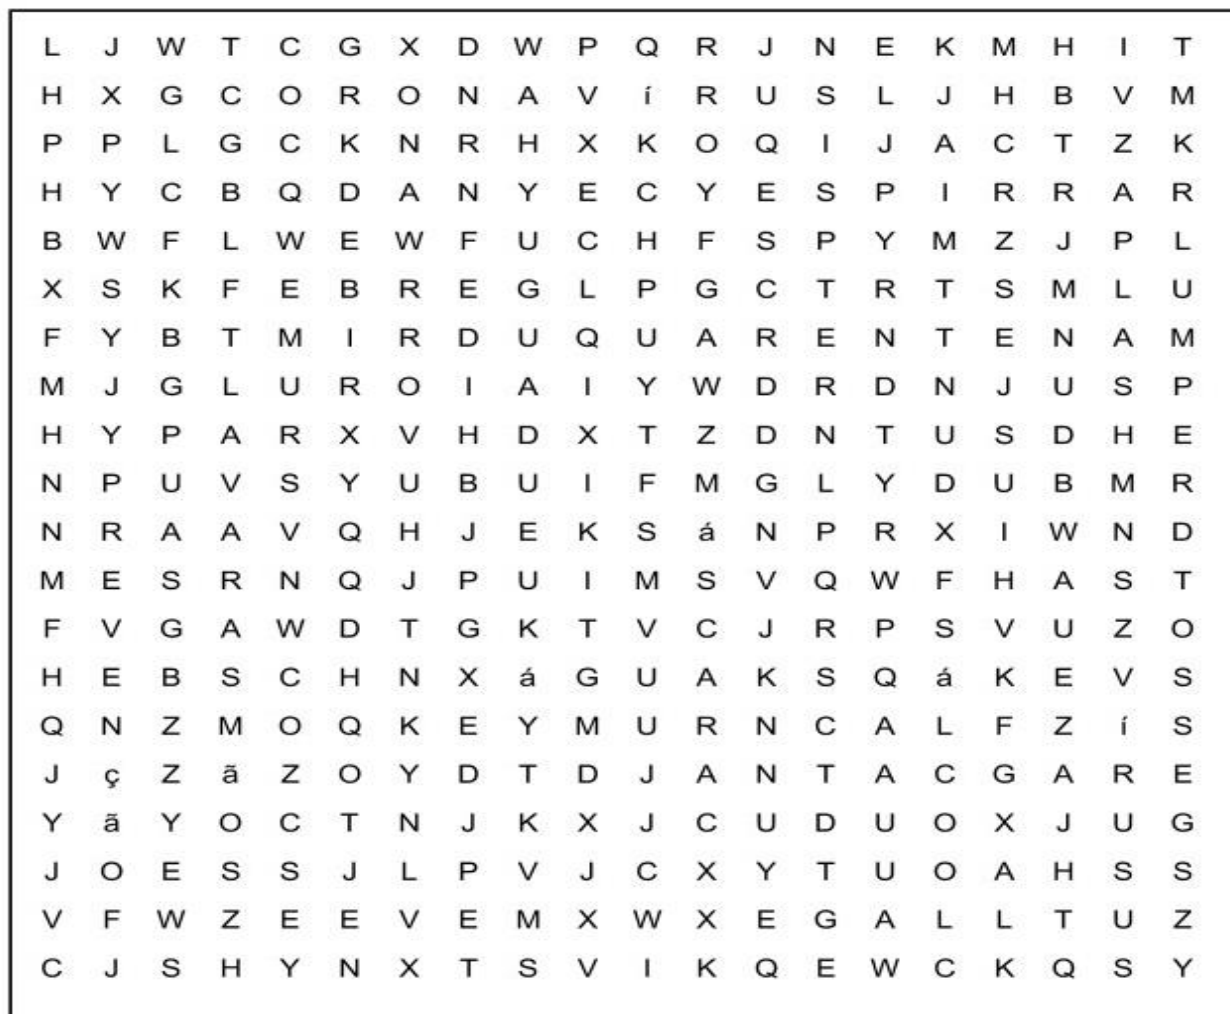 L J W T C G X D W P Q R J N E K M H I T
H X G C O R O N A V í R U S L J H B V M
P P L G C K N R H X K O Q I J A C T Z K
H Y C B Q D A N Y E C Y E S P I R R A R
B W F L W E W F U C H F S P Y M Z J P L
X S K F E B R E G L P G C T R T S M L U
F Y B T M I R D U Q U A R E N T E N A M
M J G L U R O I A I Y W D R D N J U S P
H Y P A R X V H D X T Z D N T U S D H E
N P U V S Y U B U I F M G L Y D U B M R
N R A A V Q H J E K S á N P R X I W N D
M E S R N Q J P U I M S V Q W F H A S T
F V G A W D T G K T V C J R P S V U Z O
H E B S C H N X á G U A K S Q á K E V S
Q N Z M O Q K E Y M U R N C A L F Z í S
J ç Z ã Z O Y D T D J A N T A C G A R E
Y ã Y O C T N J K X J C U D U O X J U G
J O E S S J L P V J C X Y T U O A H S S
V F W Z E E V E M X W X E G A L L T U Z
C J S H Y N X T S V I K Q E W C K Q S Y